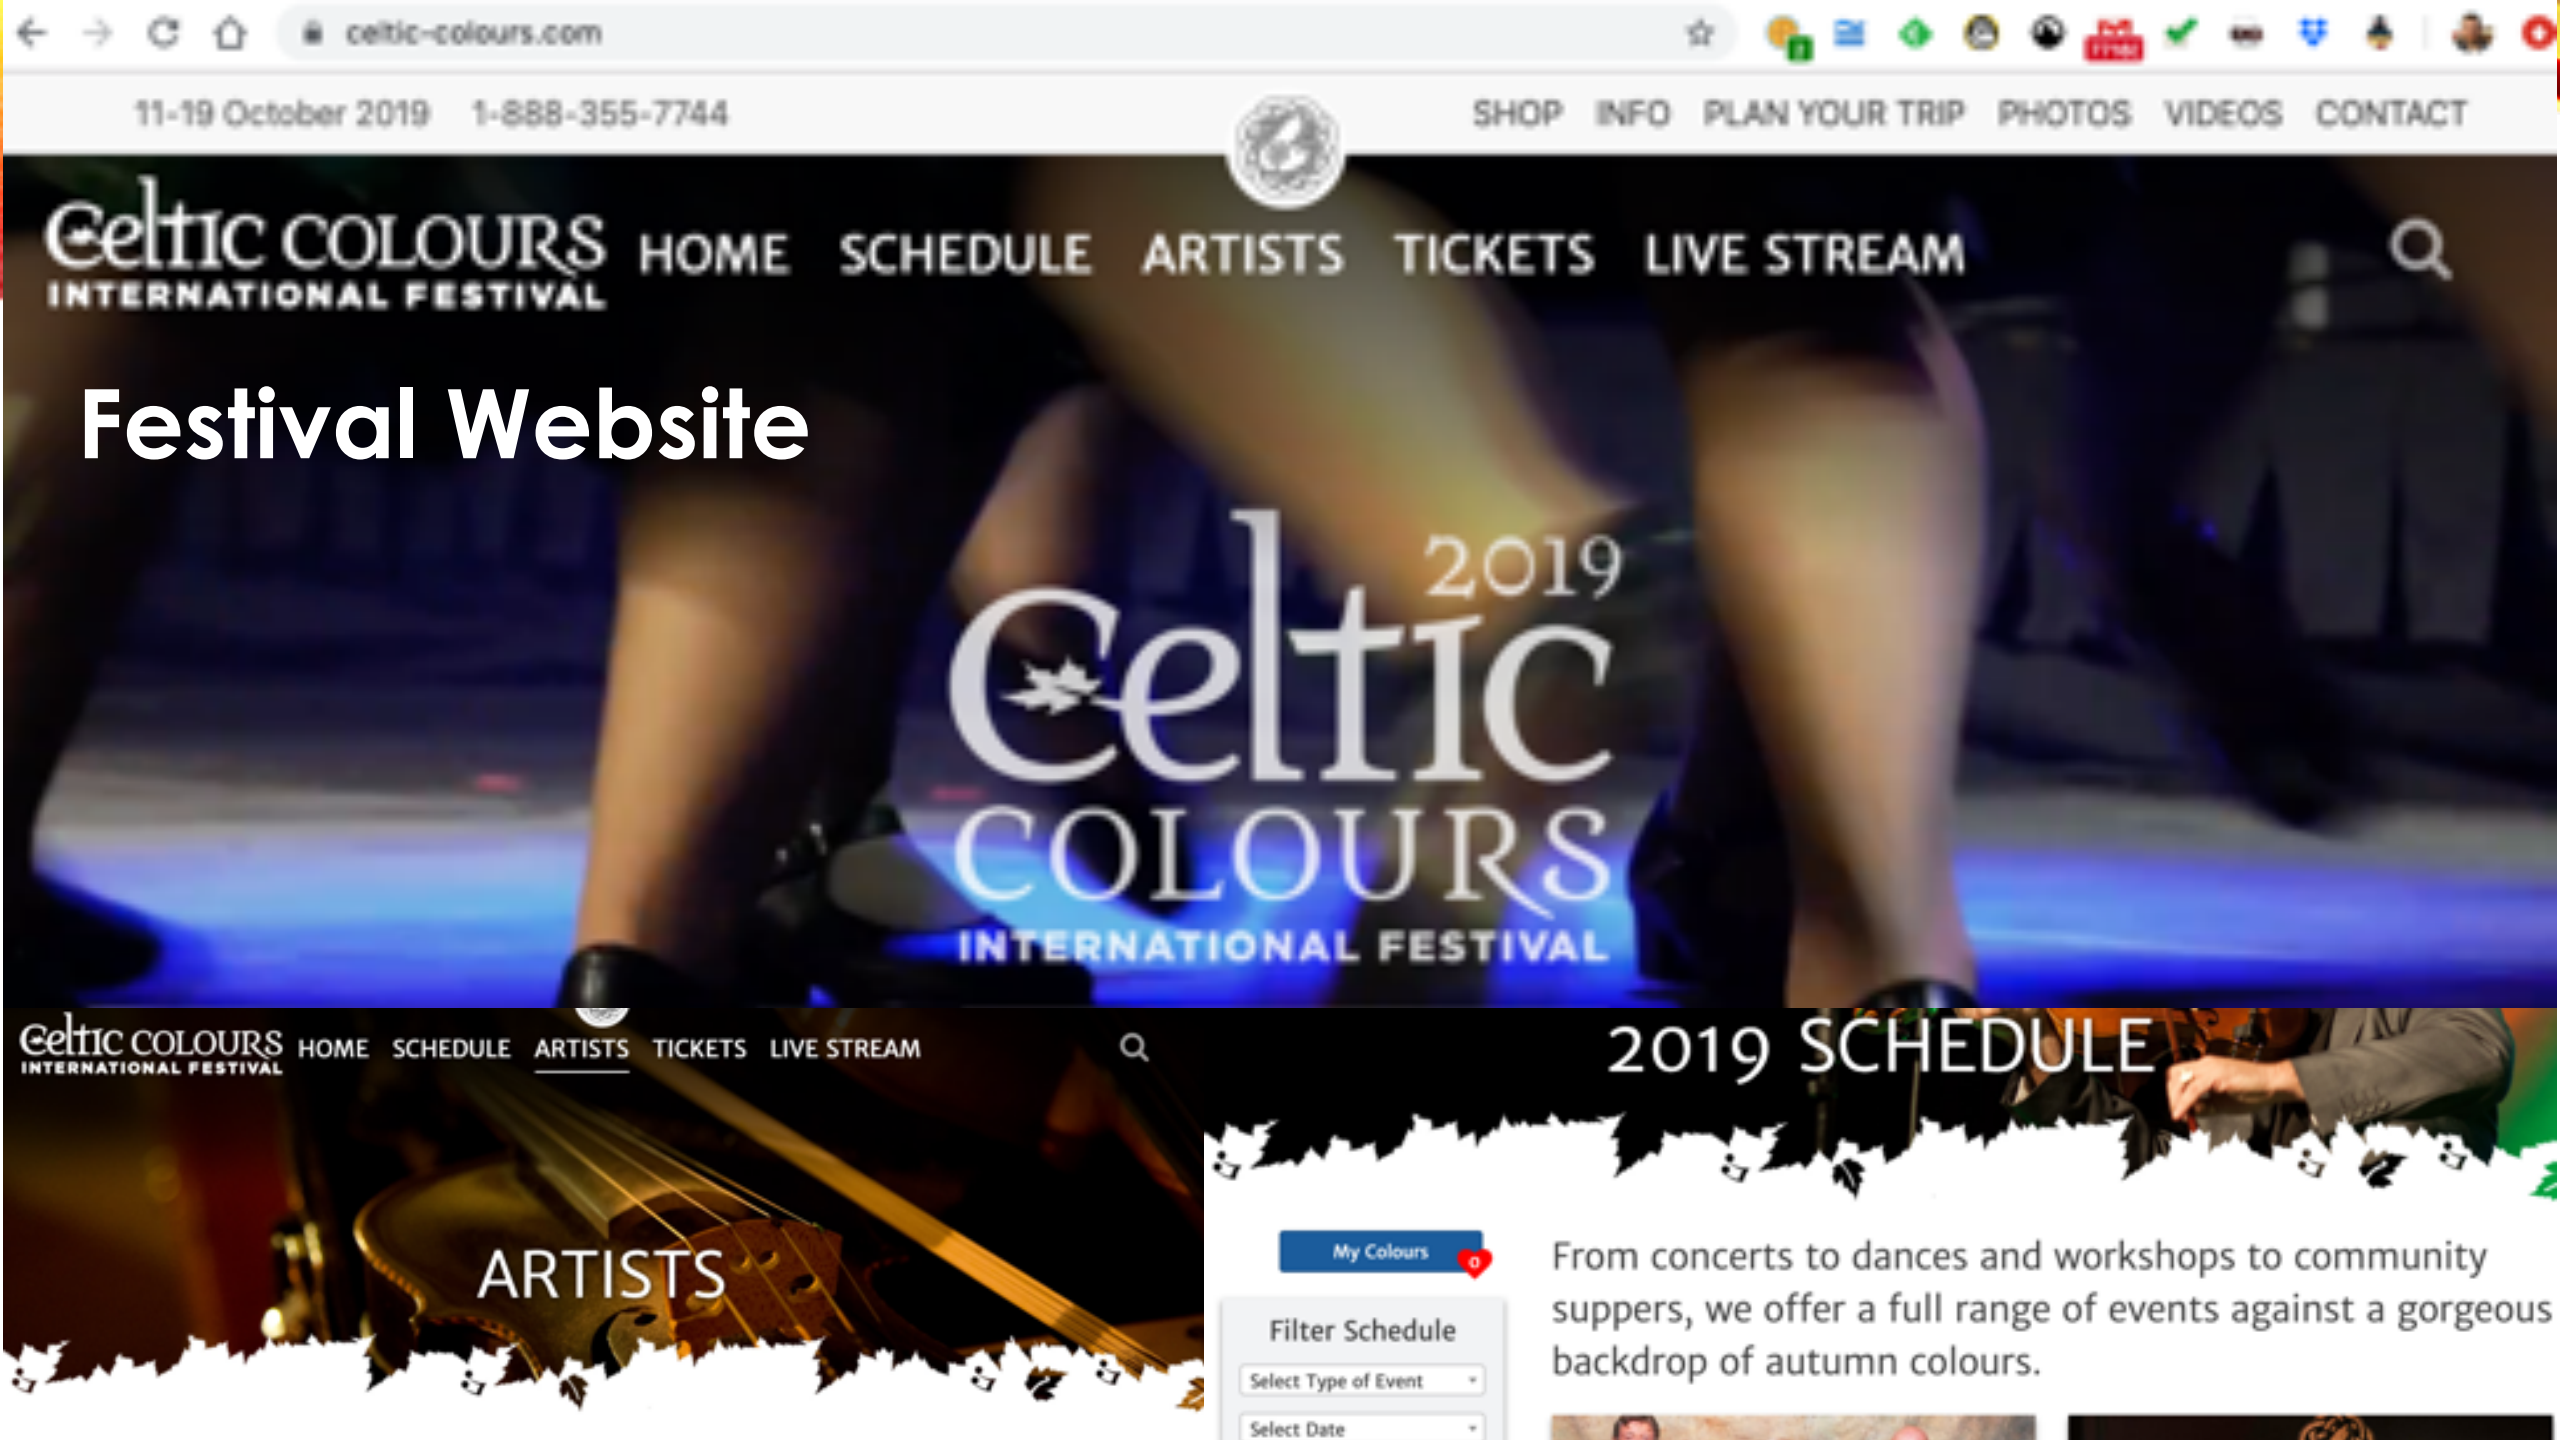 celtic-colours.com
11-19 October 2019 1-888-355-7744
SHOP INFO PLAN YOUR TRIP PHOTOS VIDEOS CONTACT
Celtic COLOURS
INTERNATIONAL FESTIVAL
HOME SCHEDULE ARTISTS TICKETS LIVE STREAM
Festival Website
2019
Celtic
COLOURS
INTERNATIONAL FESTIVAL
Celtic COLOURS
INTERNATIONAL FESTIVAL
HOME SCHEDULE ARTISTS TICKETS LIVE STREAM
ARTISTS
2019 SCHEDULE
My Colours
0
Filter Schedule
Select Type of Event
Select Date
From concerts to dances and workshops to community
suppers, we offer a full range of events against a gorgeous
backdrop of autumn colours.